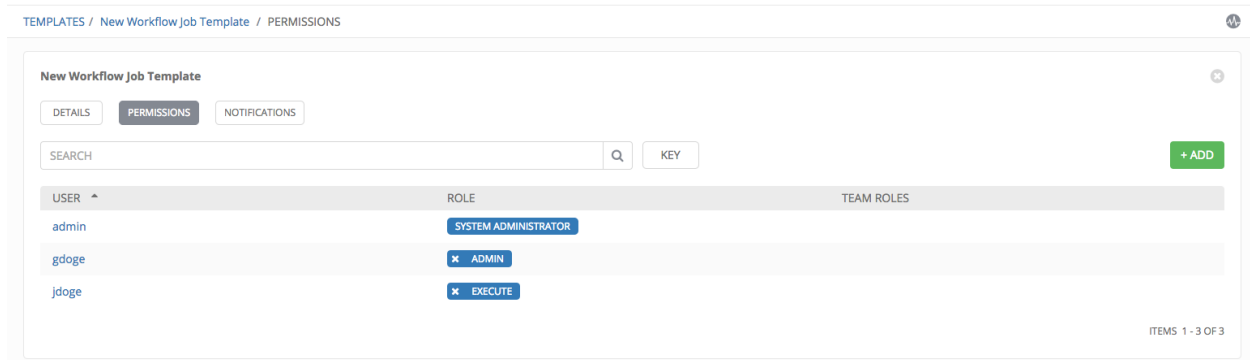 TEMPLATES / New Workflow Job Template / PERMISSIONS
New Workflow Job Template
DETAILS PERMISSIONS NOTIFICATIONS
SEARCH KEY + ADD
USER ROLE TEAM ROLES
admin SYSTEM ADMINISTRATOR
gdoge × ADMIN
jdoge × EXECUTE
ITEMS 1 - 3 OF 3